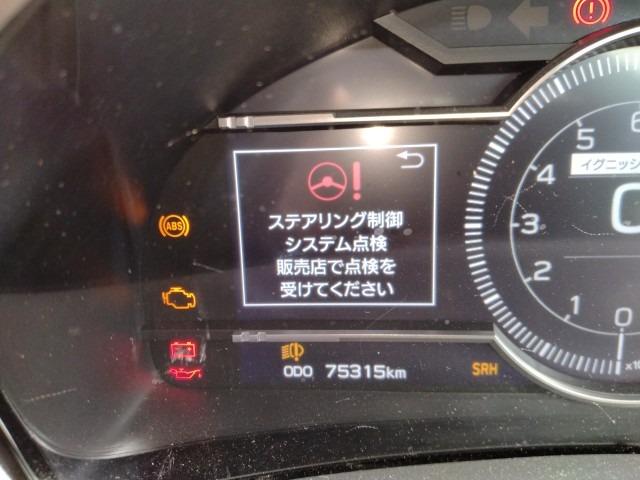 ステアリング制御
システム点検
販売店で点検を
受けてください
ABS
ODO 75315km
SRH
イグニッシ
6
5
4
3
2
1
0